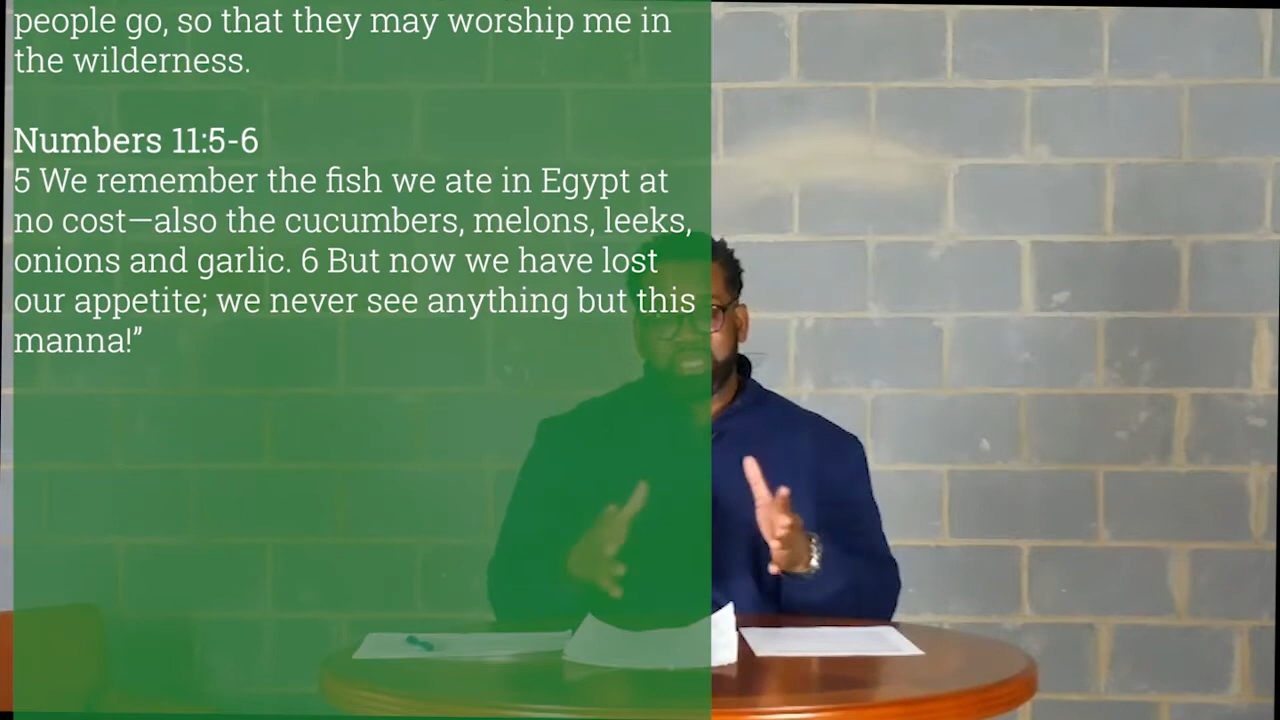 people go, so that they may worship me in
the wilderness.
Numbers 11:5-6
5 We remember the fish we ate in Egypt at
no cost—also the cucumbers, melons, leeks,
onions and garlic. 6 But now we have lost
our appetite; we never see anything but this
manna!”